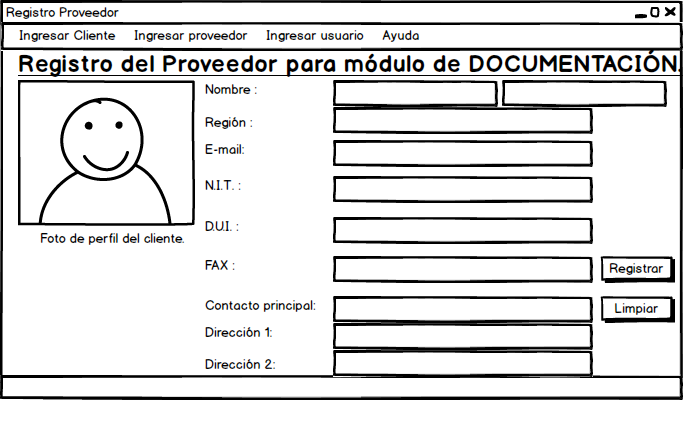 Registro Proveedor
Ingresar Cliente Ingresar proveedor Ingresar usuario Ayuda
Registro del Proveedor para módulo de DOCUMENTACIÓN.
Nombre :
Región :
E-mail:
N.I.T. :
D.U.I. :
Foto de perfil del cliente.
FAX :
Registrar
Contacto principal:
Limpiar
Dirección 1:
Dirección 2: